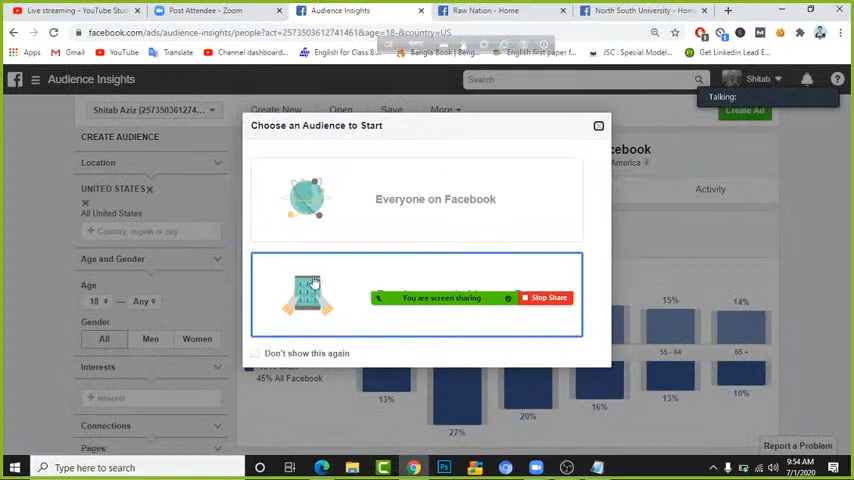 Live streaming - YouTube Studi
Post Attendee - Zoom
Audience Insights
Raw Nation - Home
North South University - Hom
facebook.com/ads/audience-insights/people?act=2573503612741461&age=18-&country=US
Apps
Gmail
YouTube
Translate
Channel dashboard...
English for Class &...
Bangla Book | Beng...
English first paper f...
JSC : Special Model...
Get Linkedin Lead E...
Audience Insights
Search
Shitab
Talking:
Shitab Aziz (257350361274146...
Create New
Open
Save
More
Create Ad
CREATE AUDIENCE
Choose an Audience to Start
Location
UNITED STATES
All United States
Country, region or city
Everyone on Facebook
Activity
Age and Gender
Age
18 — Any
Gender
All
Men
Women
You are screen sharing
Stop Share
15%
14%
55 - 64
65 +
Don't show this again
Interests
45% All Facebook
Interest
13%
27%
20%
16%
13%
10%
Connections
Pages
Report a Problem
Type here to search
9:54 AM
7/1/2020